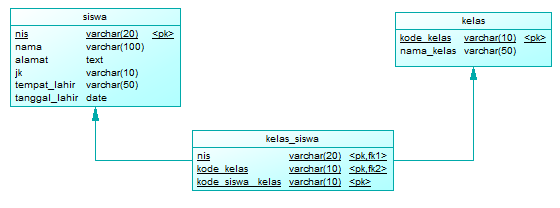 siswa
nis varchar(20) <pk>
nama varchar(100)
alamat text
jk varchar(10)
tempat_lahir varchar(50)
tanggal_lahir date
kelas
kode_kelas varchar(10) <pk>
nama_kelas varchar(50)
kelas_siswa
nis varchar(20) <pk,fk1>
kode_kelas varchar(10) <pk,fk2>
kode_siswa_kelas varchar(10) <pk>